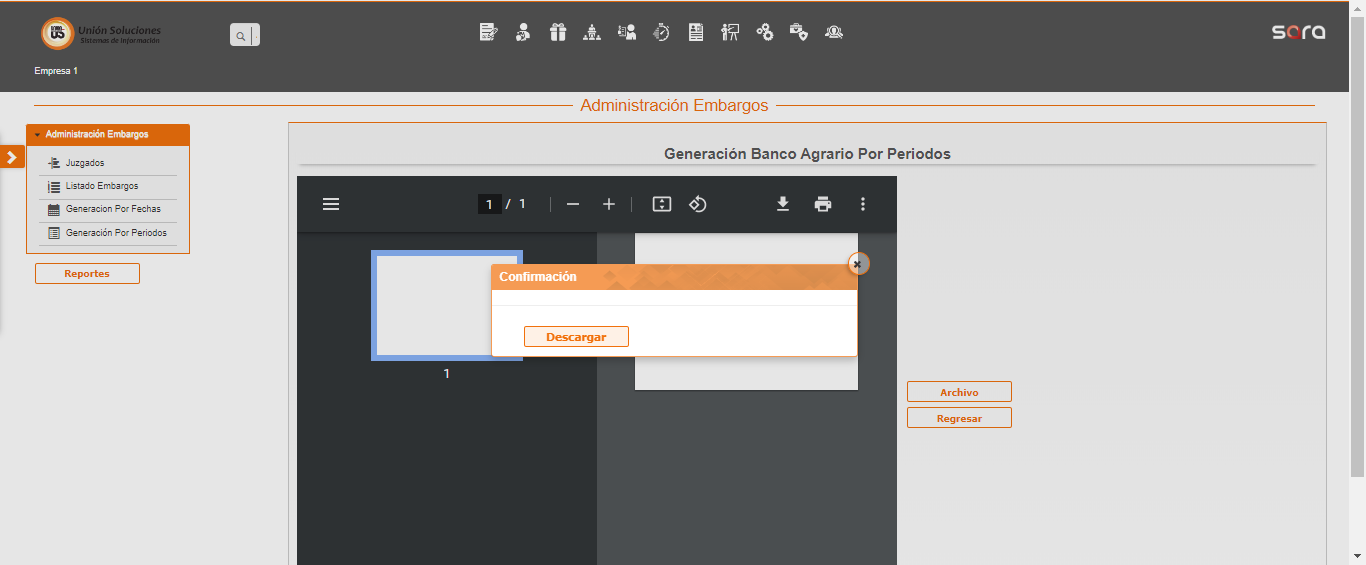 Unión Soluciones
Sistemas de Información
sara
Empresa 1
Administración Embargos
Administración Embargos
Juzgados
Listado Embargos
Generacion Por Fechas
Generación Por Periodos
Reportes
Generación Banco Agrario Por Periodos
1 / 1
Confirmación
Descargar
1
Archivo
Regresar